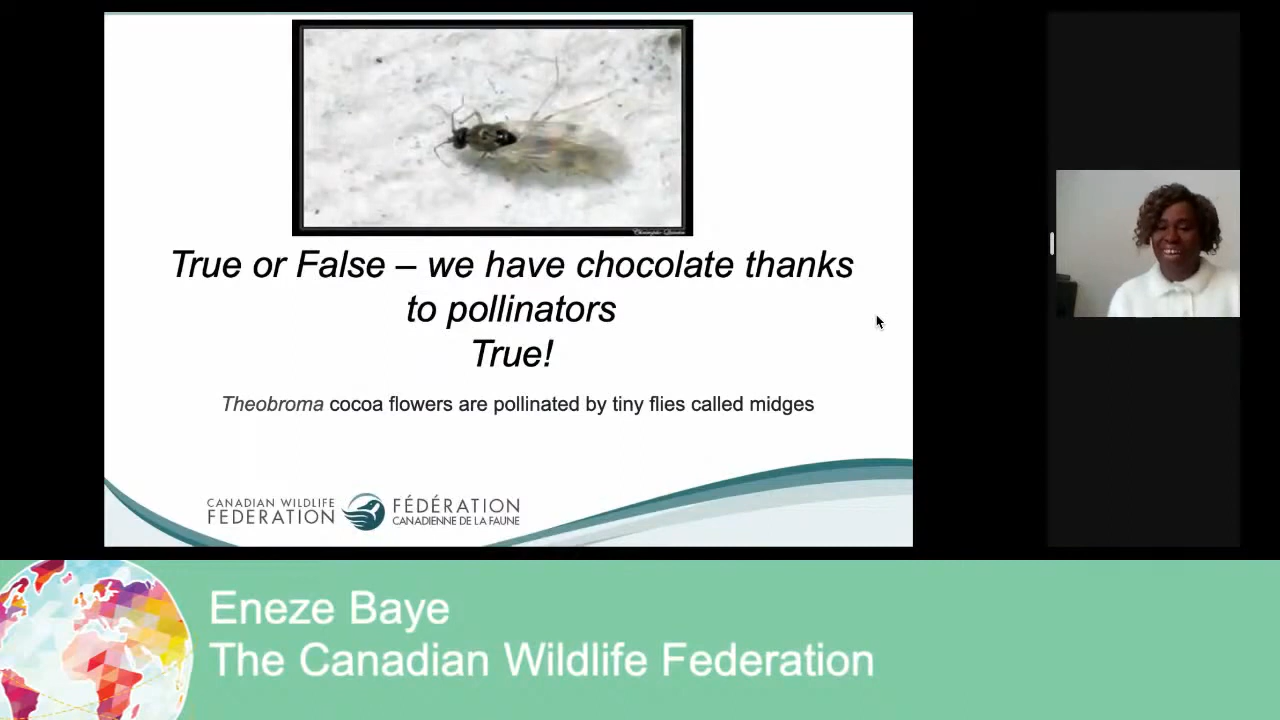 True or False – we have chocolate thanks
to pollinators
True!
Theobroma cocoa flowers are pollinated by tiny flies called midges
CANADIAN WILDLIFE
FEDERATION
FÉDÉRATION
CANADIENNE DE LA FAUNE
Eneze Baye
The Canadian Wildlife Federation